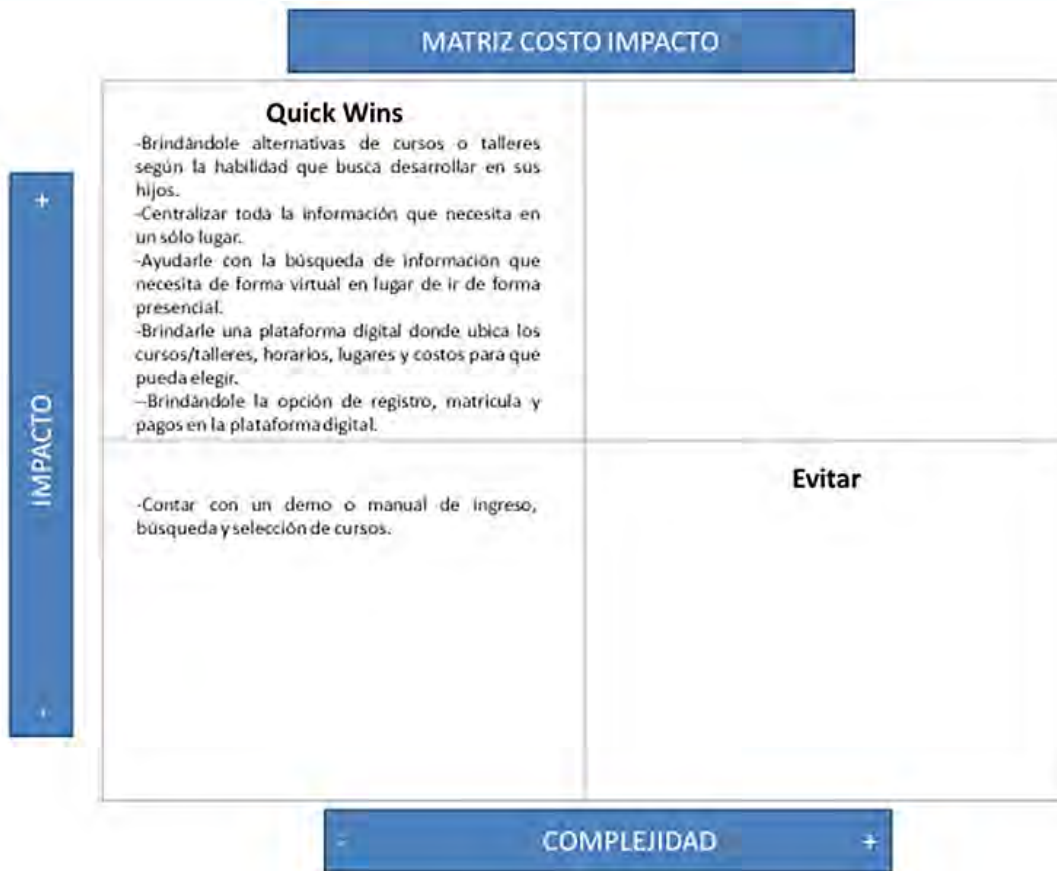 MATRIZ COSTO IMPACTO
Quick Wins
-Brindándole alternativas de cursos o talleres
según la habilidad que busca desarrollar en sus
hijos.
-Centralizar toda la información que necesita en
un sólo lugar.
-Ayudarle con la búsqueda de información que
necesita de forma virtual en lugar de ir de forma
presencial.
-Brindarle una plataforma digital donde ubica los
cursos/talleres, horarios, lugares y costos para que
pueda elegir.
--Brindándole la opción de registro, matricula y
pagos en la plataforma digital.
+
IMPACTO
-
-Contar con un demo o manual de ingreso,
búsqueda y selección de cursos.
Evitar
- COMPLEJIDAD +